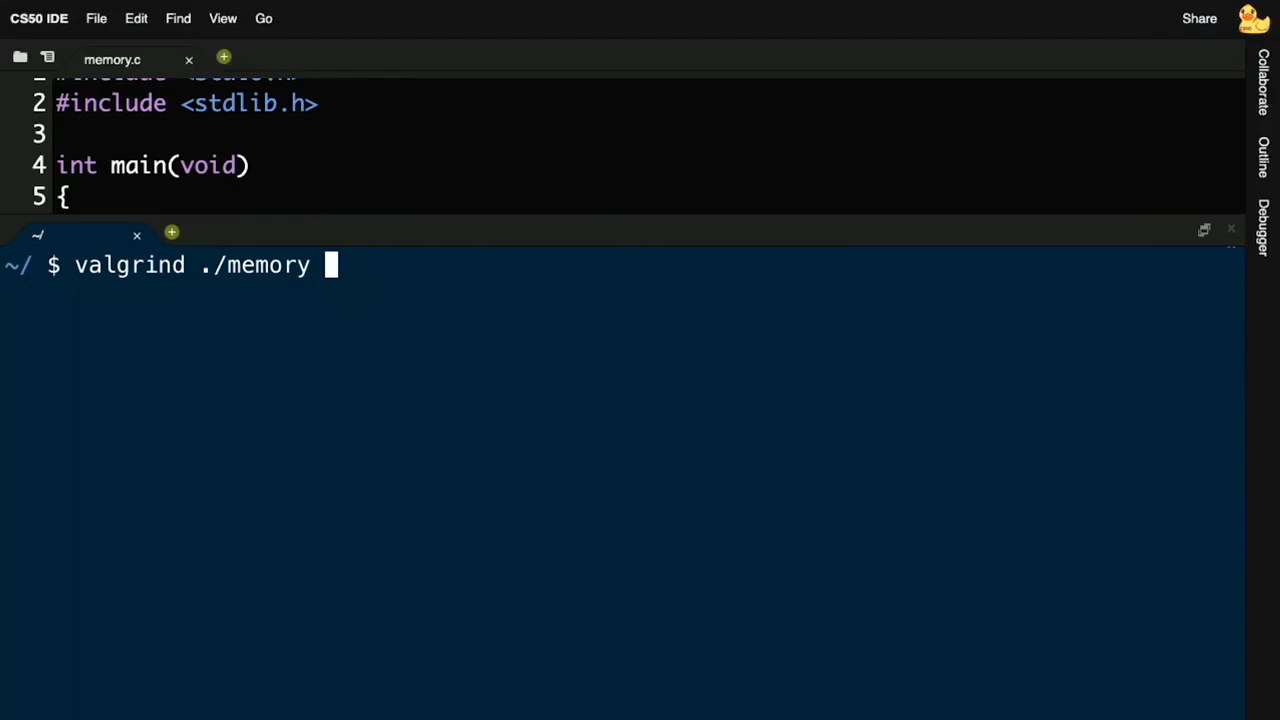 CS50 IDE File Edit Find View Go Share
memory.c
1 #include <stdio.h>
2 #include <stdlib.h>
3
4 int main(void)
5 {
~/
~/ $ valgrind ./memory
Collaborate
Outline
Debugger